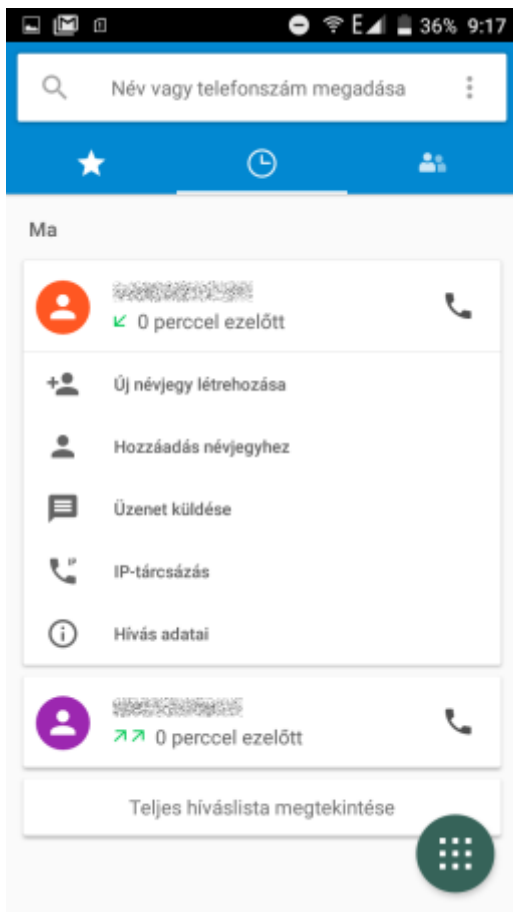 E 36% 9:17
Név vagy telefonszám megadása
Ma
0 perccel ezelőtt
Új névjegy létrehozása
Hozzáadás névjegyhez
Üzenet küldése
IP
IP-tárcsázás
Hívás adatai
0 perccel ezelőtt
Teljes híváslista megtekintése